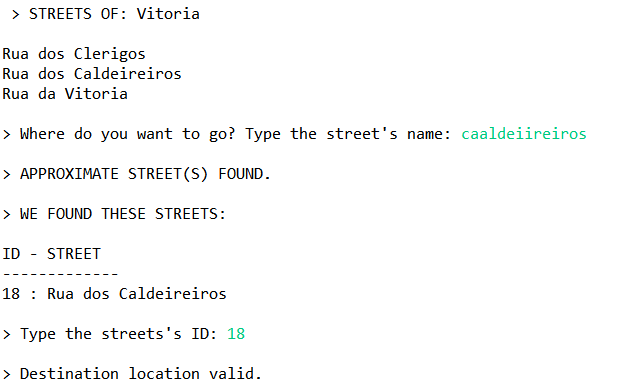 > STREETS OF: Vitoria
Rua dos Clerigos
Rua dos Caldeireiros
Rua da Vitoria
> Where do you want to go? Type the street's name: caaldeiireiros
> APPROXIMATE STREET(S) FOUND.
> WE FOUND THESE STREETS:
ID - STREET
-------------
18 : Rua dos Caldeireiros
> Type the streets's ID: 18
> Destination location valid.